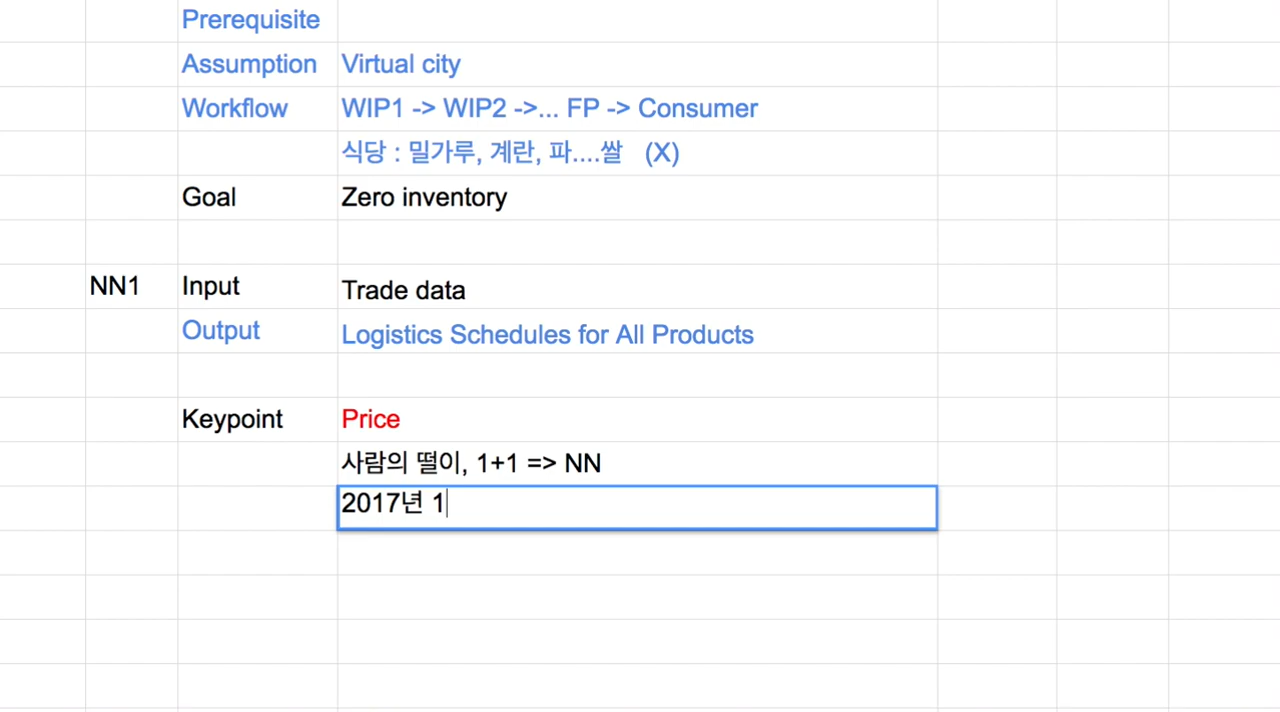 Prerequisite
Assumption Virtual city
Workflow WIP1 -> WIP2 ->... FP -> Consumer
식당 : 밀가루, 계란, 파....쌀 (X)
Goal Zero inventory
NN1 Input Trade data
Output Logistics Schedules for All Products
Keypoint Price
사람의 떨이, 1+1 => NN
2017년 1